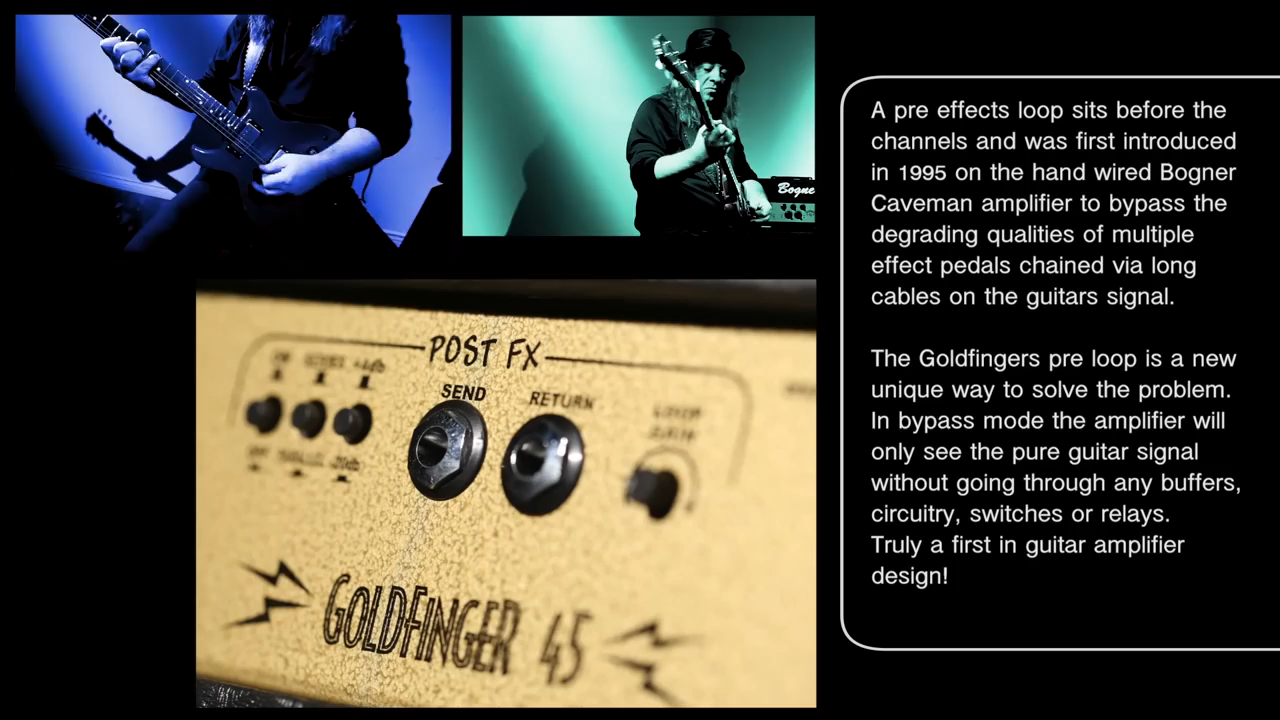 Bogne
A pre effects loop sits before the
channels and was first introduced
in 1995 on the hand wired Bogner
Caveman amplifier to bypass the
degrading qualities of multiple
effect pedals chained via long
cables on the guitars signal.
The Goldfingers pre loop is a new
unique way to solve the problem.
In bypass mode the amplifier will
only see the pure guitar signal
without going through any buffers,
circuitry, switches or relays.
Truly a first in guitar amplifier
design!
POST FX
SEND RETURN
LOOP
GAIN
GOLDFINGER 45